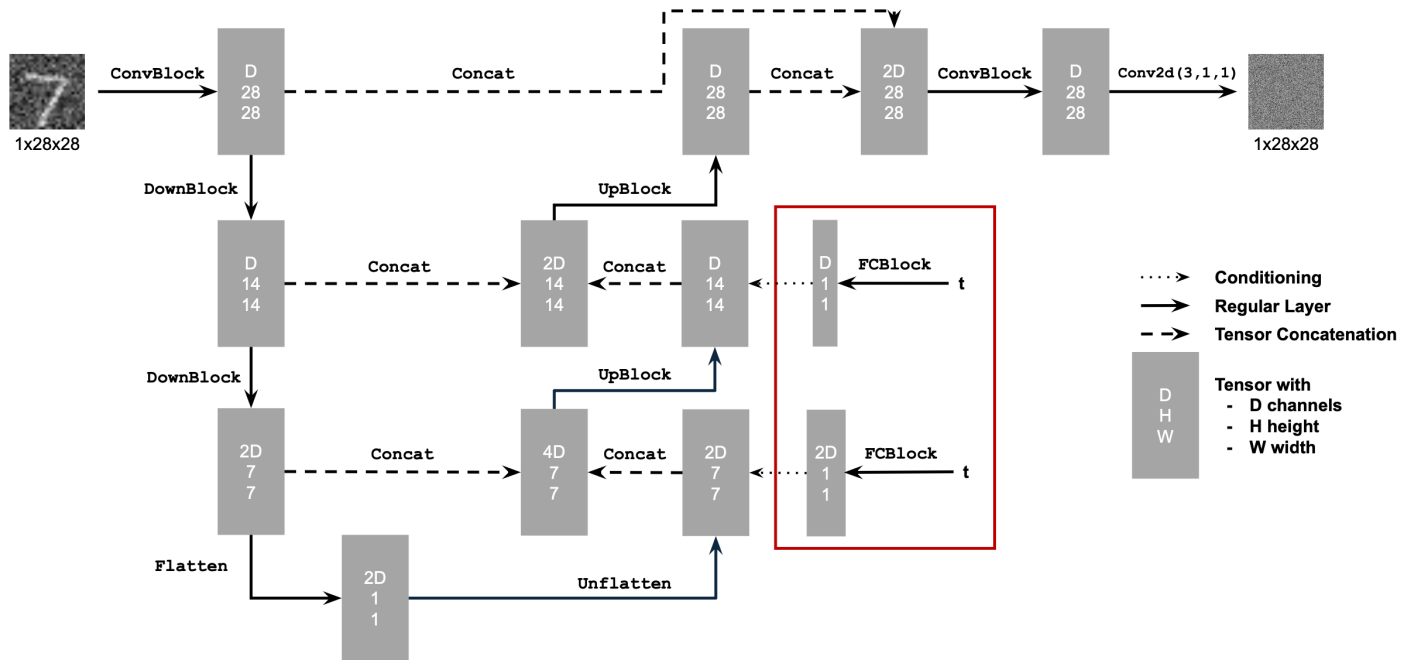 ConvBlock
D
28
28
Concat
D
28
28
Concat
2D
28
28
ConvBlock
D
28
28
Conv2d(3,1,1)
1x28x28
1x28x28
DownBlock
UpBlock
D
14
14
Concat
2D
14
14
Concat
D
14
14
D
1
1
FCBlock
t
Conditioning
Regular Layer
Tensor Concatenation
D
H
W
Tensor with
- D channels
- H height
- W width
DownBlock
UpBlock
2D
7
7
Concat
4D
7
7
Concat
2D
7
7
2D
1
1
FCBlock
t
Flatten
2D
1
1
Unflatten